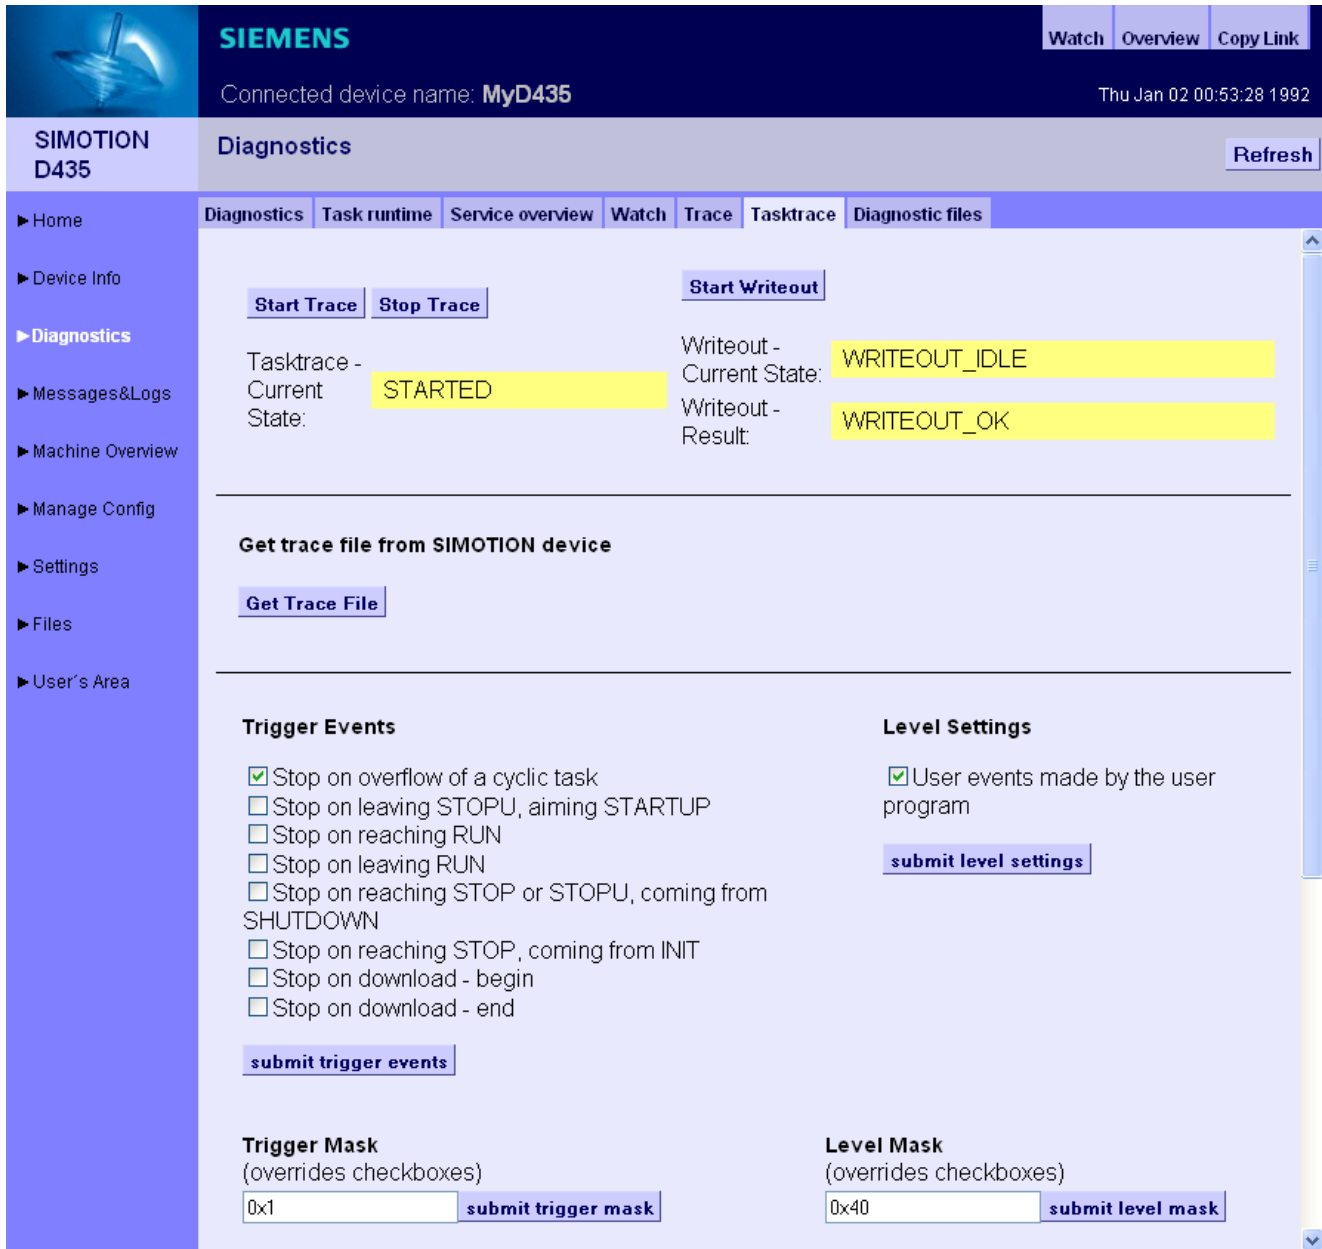 SIEMENS
Watch Overview Copy Link
Connected device name: MyD435
Thu Jan 02 00:53:28 1992
SIMOTION
D435
Diagnostics
Refresh
Diagnostics Task runtime Service overview Watch Trace Tasktrace Diagnostic files
►Home
►Device Info
►Diagnostics
►Messages&Logs
►Machine Overview
►Manage Config
►Settings
►Files
►User´s Area
Start Trace Stop Trace
Start Writeout
Tasktrace -
Current
State:
STARTED
Writeout -
Current State:
WRITEOUT_IDLE
Writeout -
Result:
WRITEOUT_OK
Get trace file from SIMOTION device
Get Trace File
Trigger Events
Stop on overflow of a cyclic task
Stop on leaving STOPU, aiming STARTUP
Stop on reaching RUN
Stop on leaving RUN
Stop on reaching STOP or STOPU, coming from
SHUTDOWN
Stop on reaching STOP, coming from INIT
Stop on download - begin
Stop on download - end
submit trigger events
Level Settings
User events made by the user
program
submit level settings
Trigger Mask
(overrides checkboxes)
0x1 submit trigger mask
Level Mask
(overrides checkboxes)
0x40 submit level mask